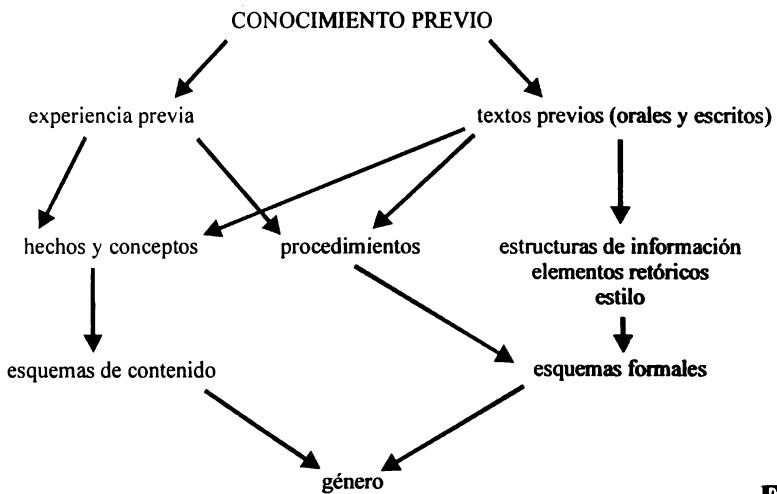 CONOCIMIENTO PREVIO
experiencia previa
textos previos (orales y escritos)
hechos y conceptos
procedimientos
estructuras de información
elementos retóricos
estilo
esquemas de contenido
esquemas formales
género